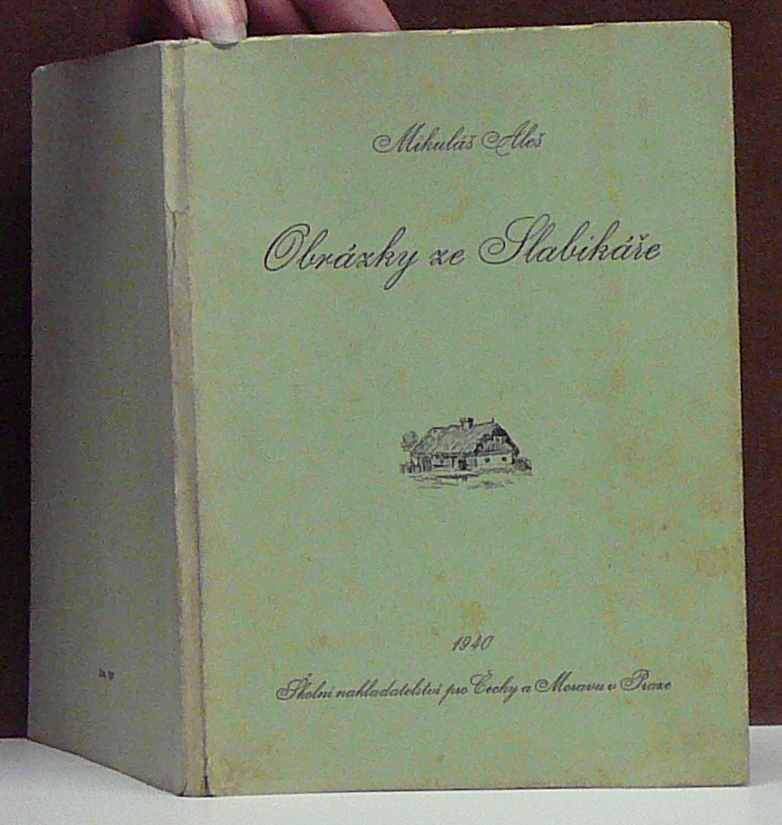 Mikuláš Aleš
Obrázky ze Slabikáře
1940
Školní nakladatelství pro Čechy a Moravu v Praze